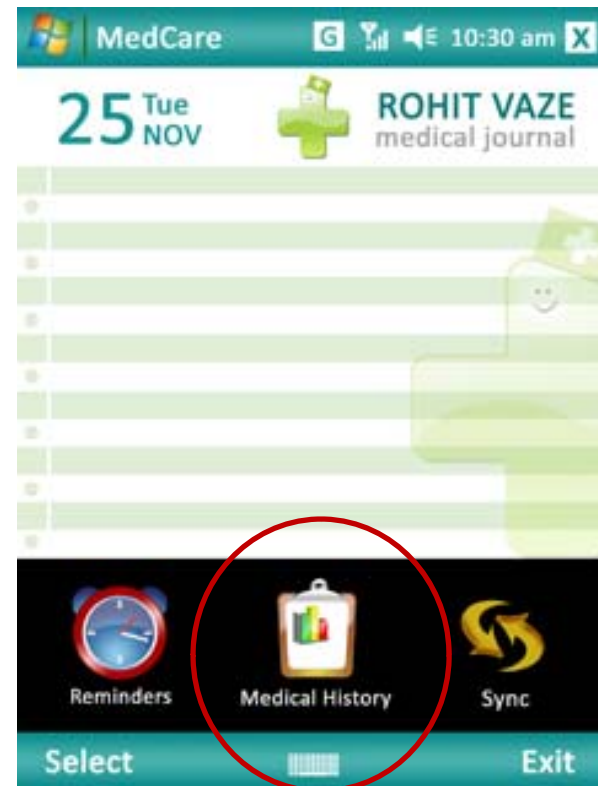 MedCare G 10:30 am X
25 Tue NOV
ROHIT VAZE
medical journal
Reminders Medical History Sync
Select Exit